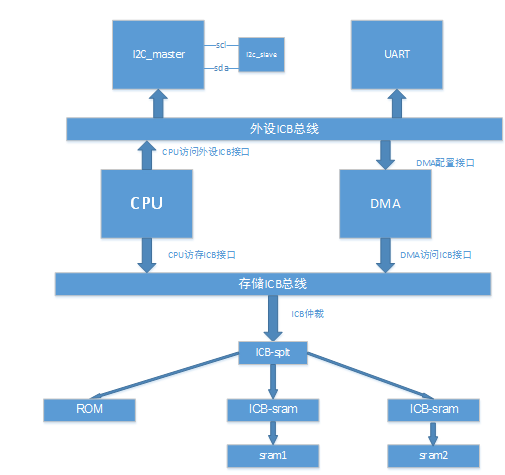 I2C_master
scl
sda
I2c_slave
UART
外设ICB总线
CPU访问外设ICB接口
DMA配置接口
CPU
DMA
CPU访存ICB接口
DMA访问ICB接口
存储ICB总线
ICB仲裁
ICB-splt
ROM
ICB-sram
ICB-sram
sram1
sram2